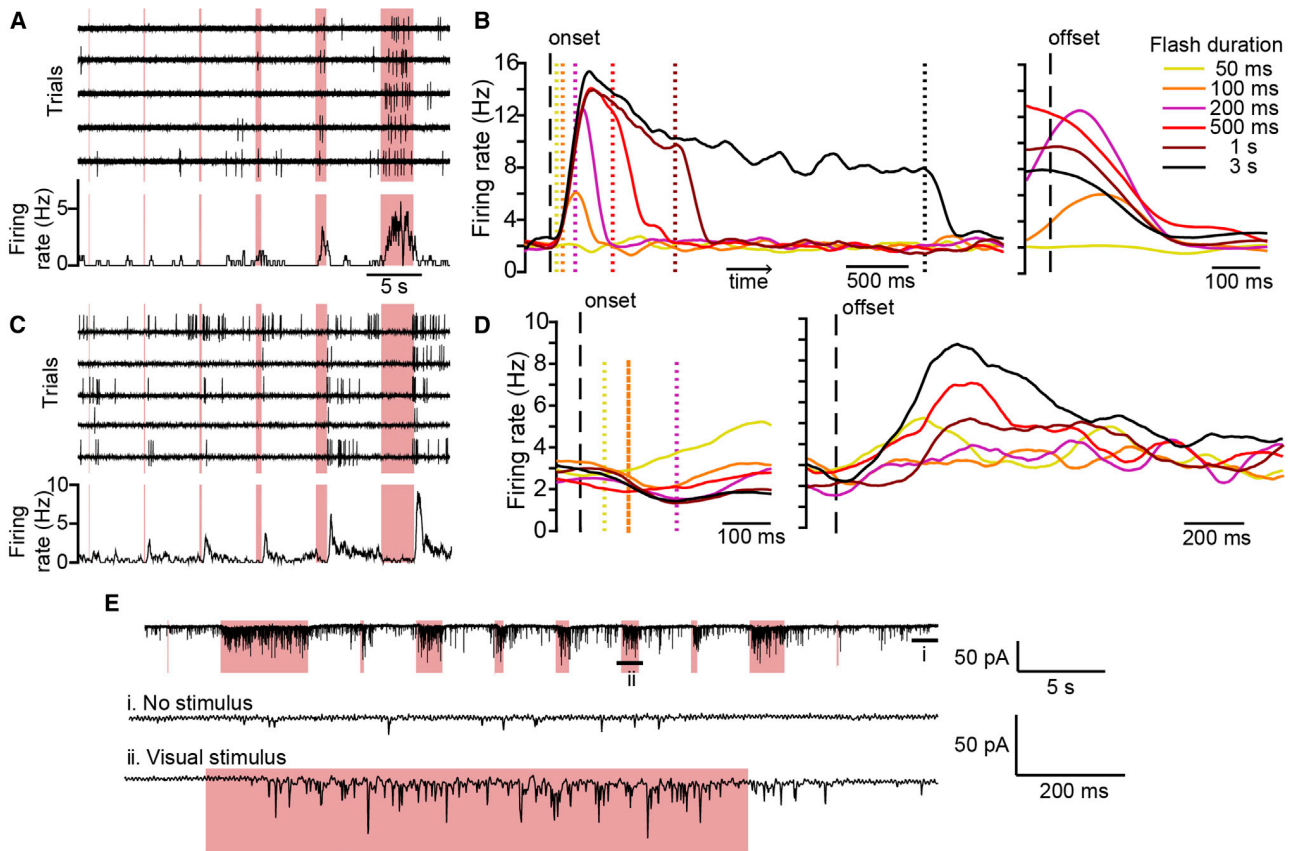 A
Trials
Firing rate (Hz)
5
0
5 s
B
onset
Firing rate (Hz)
16
12
8
4
0
time
500 ms
offset
100 ms
Flash duration
50 ms
100 ms
200 ms
500 ms
1 s
3 s
C
Trials
Firing rate (Hz)
10
5
0
D
onset
Firing rate (Hz)
10
8
6
4
2
0
100 ms
offset
200 ms
E
i
ii
50 pA
5 s
i. No stimulus
ii. Visual stimulus
50 pA
200 ms